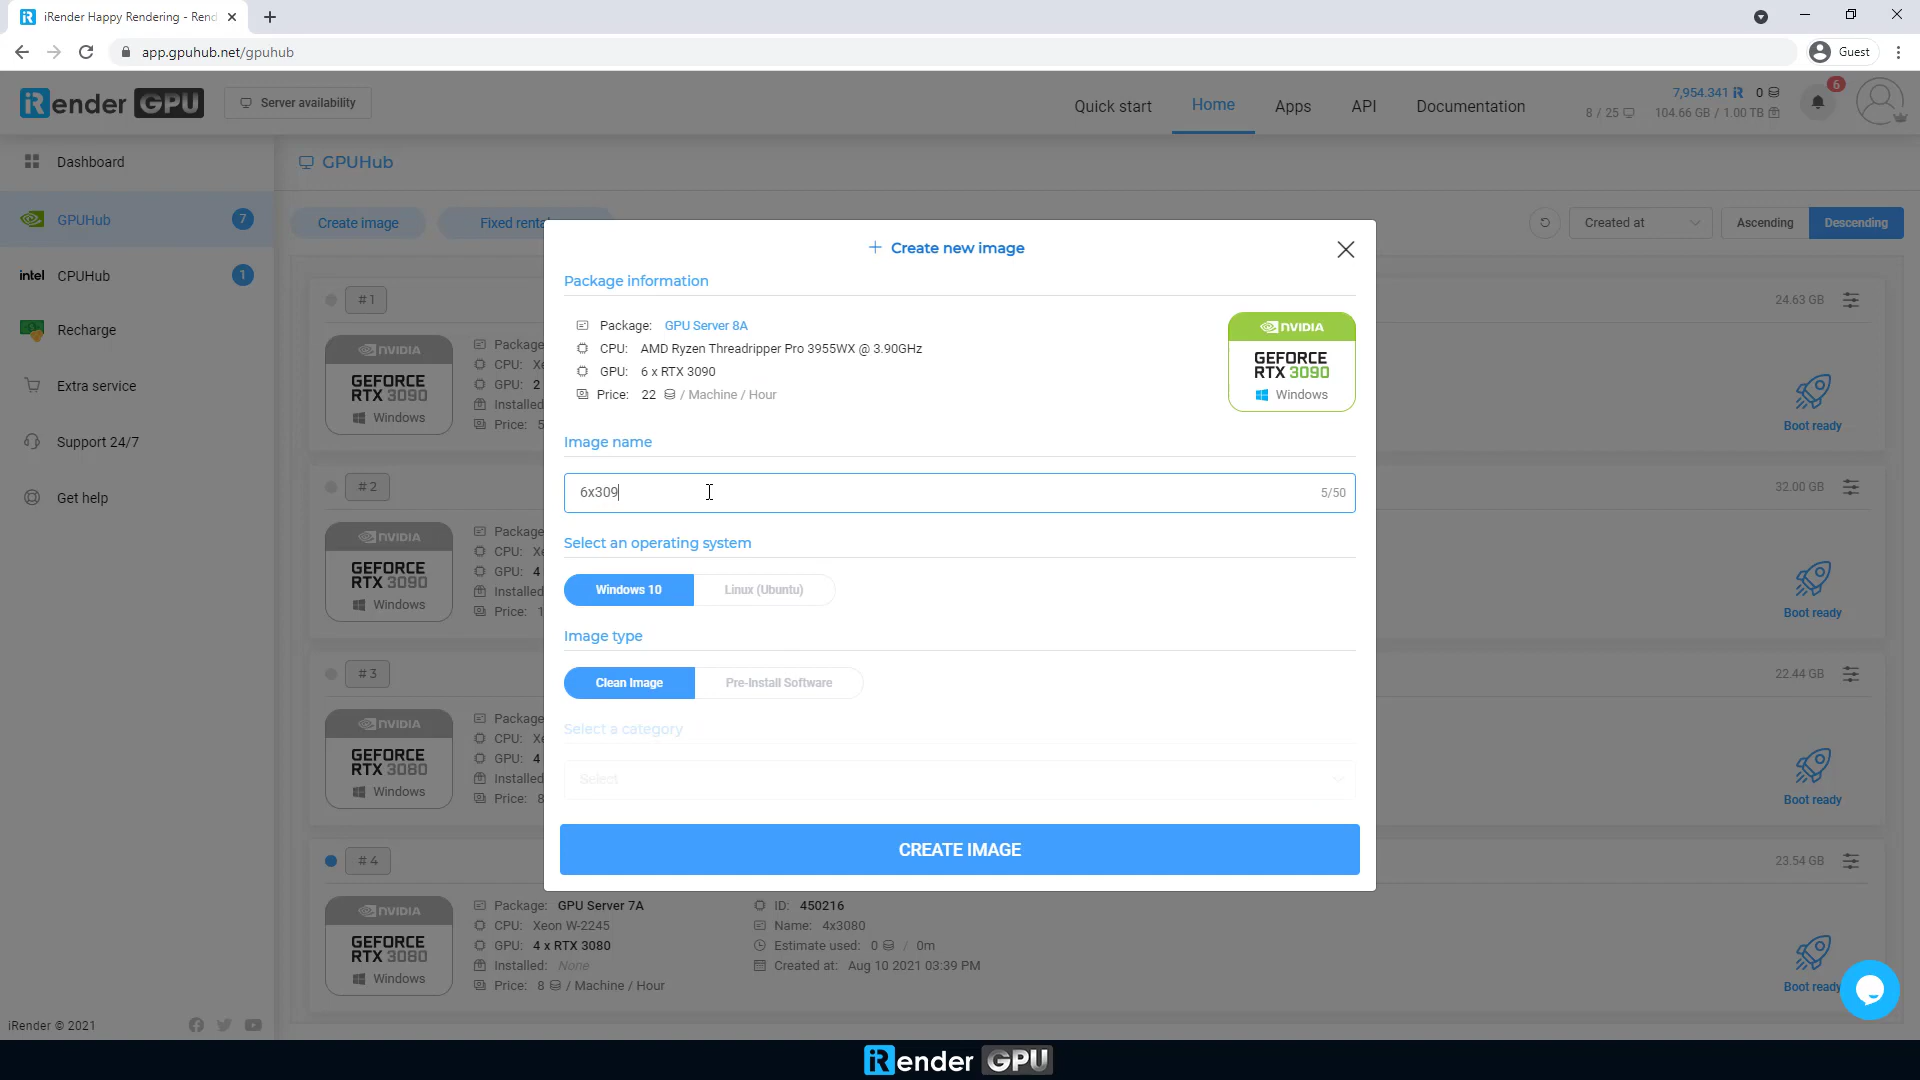 iRender Happy Rendering - Rend
app.gpuhub.net/gpuhub
Guest
iRender GPU
Server availability
Quick start
Home
Apps
API
Documentation
7,954.341
0
8 / 25
104.66 GB / 1.00 TB
6
Dashboard
GPUHub
7
intel CPUHub
1
Recharge
Extra service
Support 24/7
Get help
GPUHub
Create image
Fixed
Created at
Ascending
Descending
# 1
24.63 GB
NVIDIA
GEFORCE
RTX 3090
Windows
Package
CPU:
GPU: 2
Installed
Price: 5
Boot ready
# 2
32.00 GB
NVIDIA
GEFORCE
RTX 3090
Windows
Package
CPU:
GPU: 4
Installed
Price: 1
Boot ready
# 3
22.44 GB
NVIDIA
GEFORCE
RTX 3080
Windows
Package
CPU:
GPU: 4
Installed
Price: 8
Boot ready
# 4
23.54 GB
NVIDIA
GEFORCE
RTX 3080
Windows
Package: GPU Server 7A
CPU: Xeon W-2245
GPU: 4 x RTX 3080
Installed: None
Price: 8 / Machine / Hour
ID: 450216
Name: 4x3080
Estimate used: 0 / 0m
Created at: Aug 10 2021 03:39 PM
Boot ready
Create new image
Package information
Package: GPU Server 8A
CPU: AMD Ryzen Threadripper Pro 3955WX @ 3.90GHz
GPU: 6 x RTX 3090
Price: 22 / Machine / Hour
NVIDIA
GEFORCE
RTX 3090
Windows
Image name
6x309
5/50
Select an operating system
Windows 10
Linux (Ubuntu)
Image type
Clean Image
Pre-Install Software
Select a category
Select
CREATE IMAGE
iRender © 2021
iRender GPU